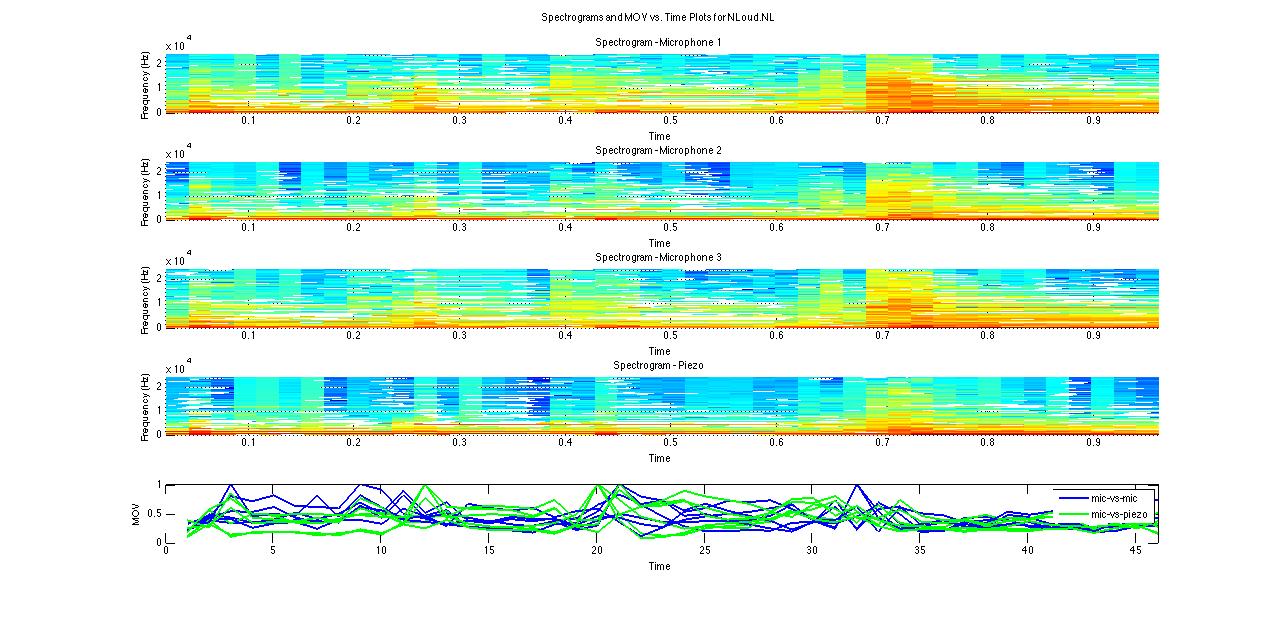 Spectrograms and MOV vs. Time Plots for NLoud.NL
Spectrogram - Microphone 1
x 10 4
Frequency (Hz)
2
1
0
0.1 0.2 0.3 0.4 0.5 0.6 0.7 0.8 0.9
Time
Spectrogram - Microphone 2
x 10 4
Frequency (Hz)
2
1
0
0.1 0.2 0.3 0.4 0.5 0.6 0.7 0.8 0.9
Time
Spectrogram - Microphone 3
x 10 4
Frequency (Hz)
2
1
0
0.1 0.2 0.3 0.4 0.5 0.6 0.7 0.8 0.9
Time
Spectrogram - Piezo
x 10 4
Frequency (Hz)
2
1
0
0.1 0.2 0.3 0.4 0.5 0.6 0.7 0.8 0.9
Time
MOV
1
0.5
0
mic-vs-mic
mic-vs-piezo
0 5 10 15 20 25 30 35 40 45
Time